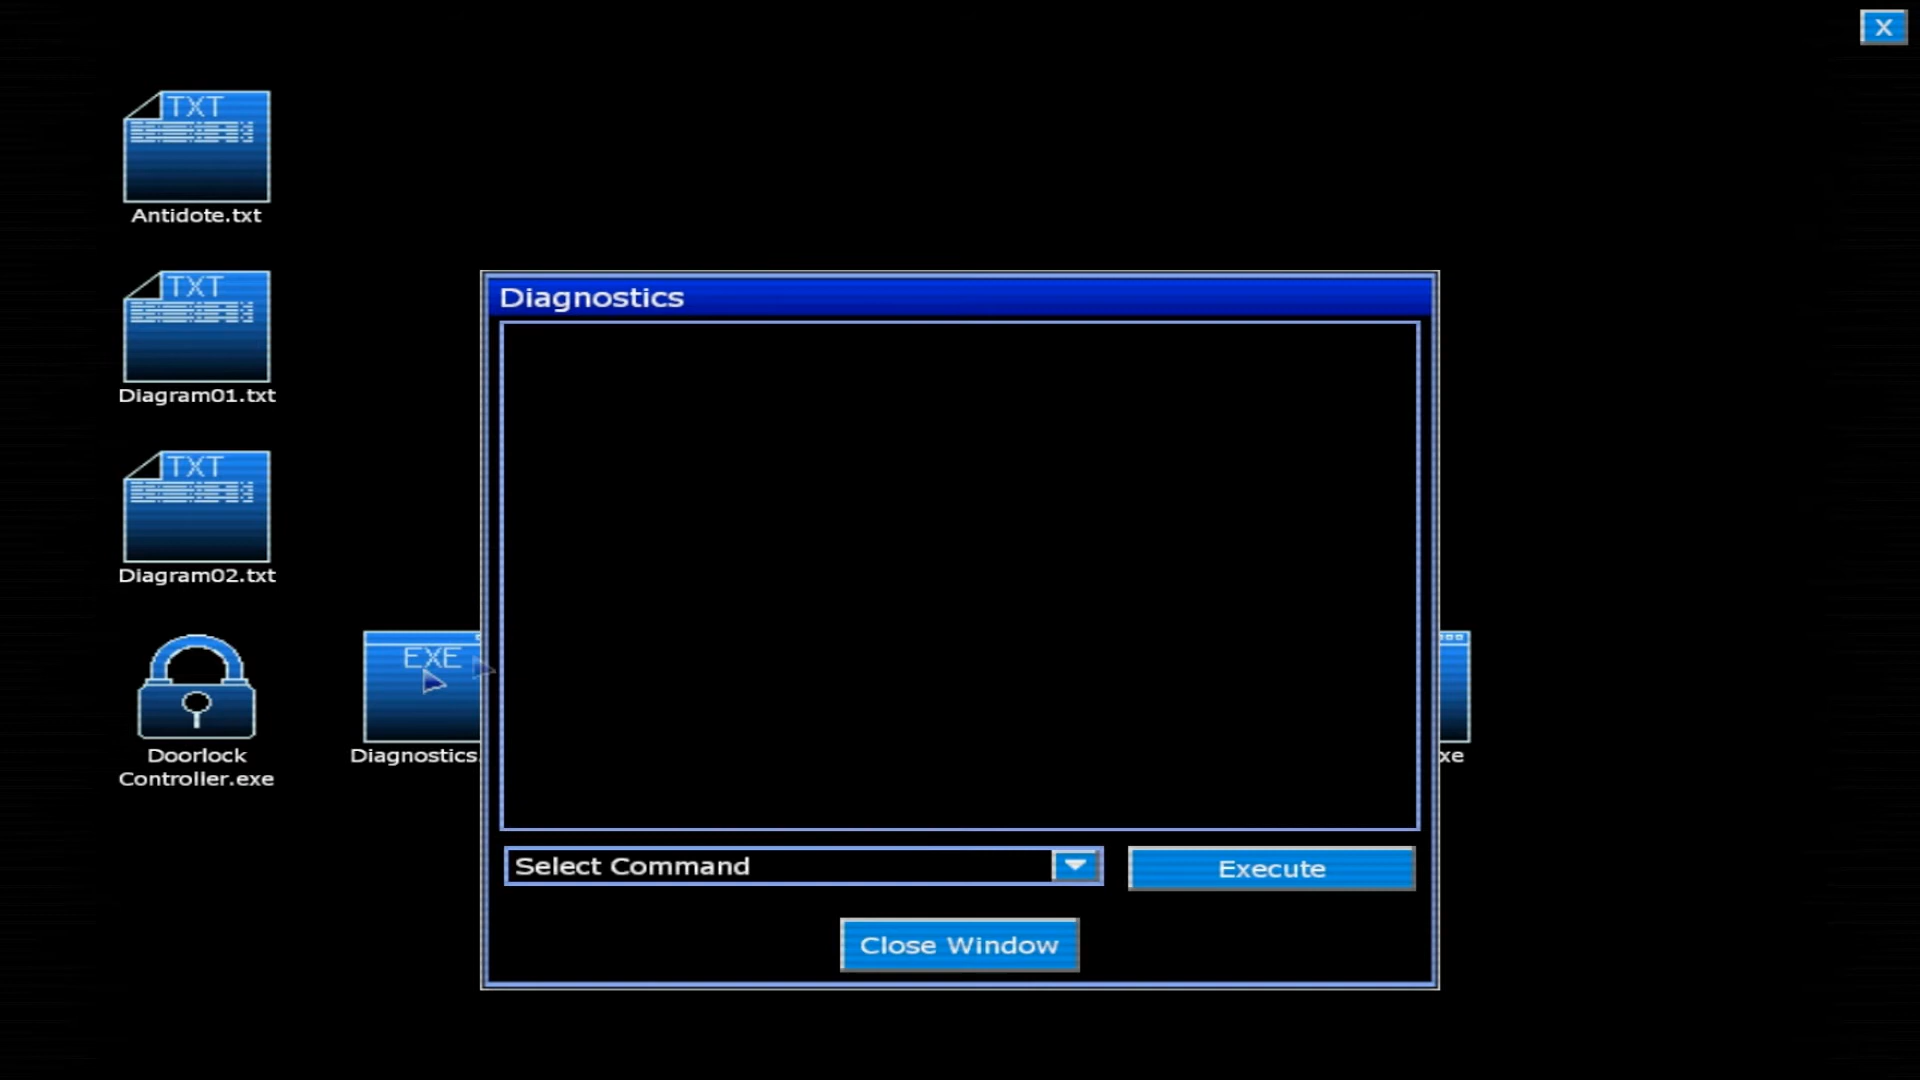 X
TXT
Antidote.txt
TXT
Diagram01.txt
TXT
Diagram02.txt
Doorlock
Controller.exe
EXE
Diagnostics.
Diagnostics
Select Command
Execute
Close Window
xe